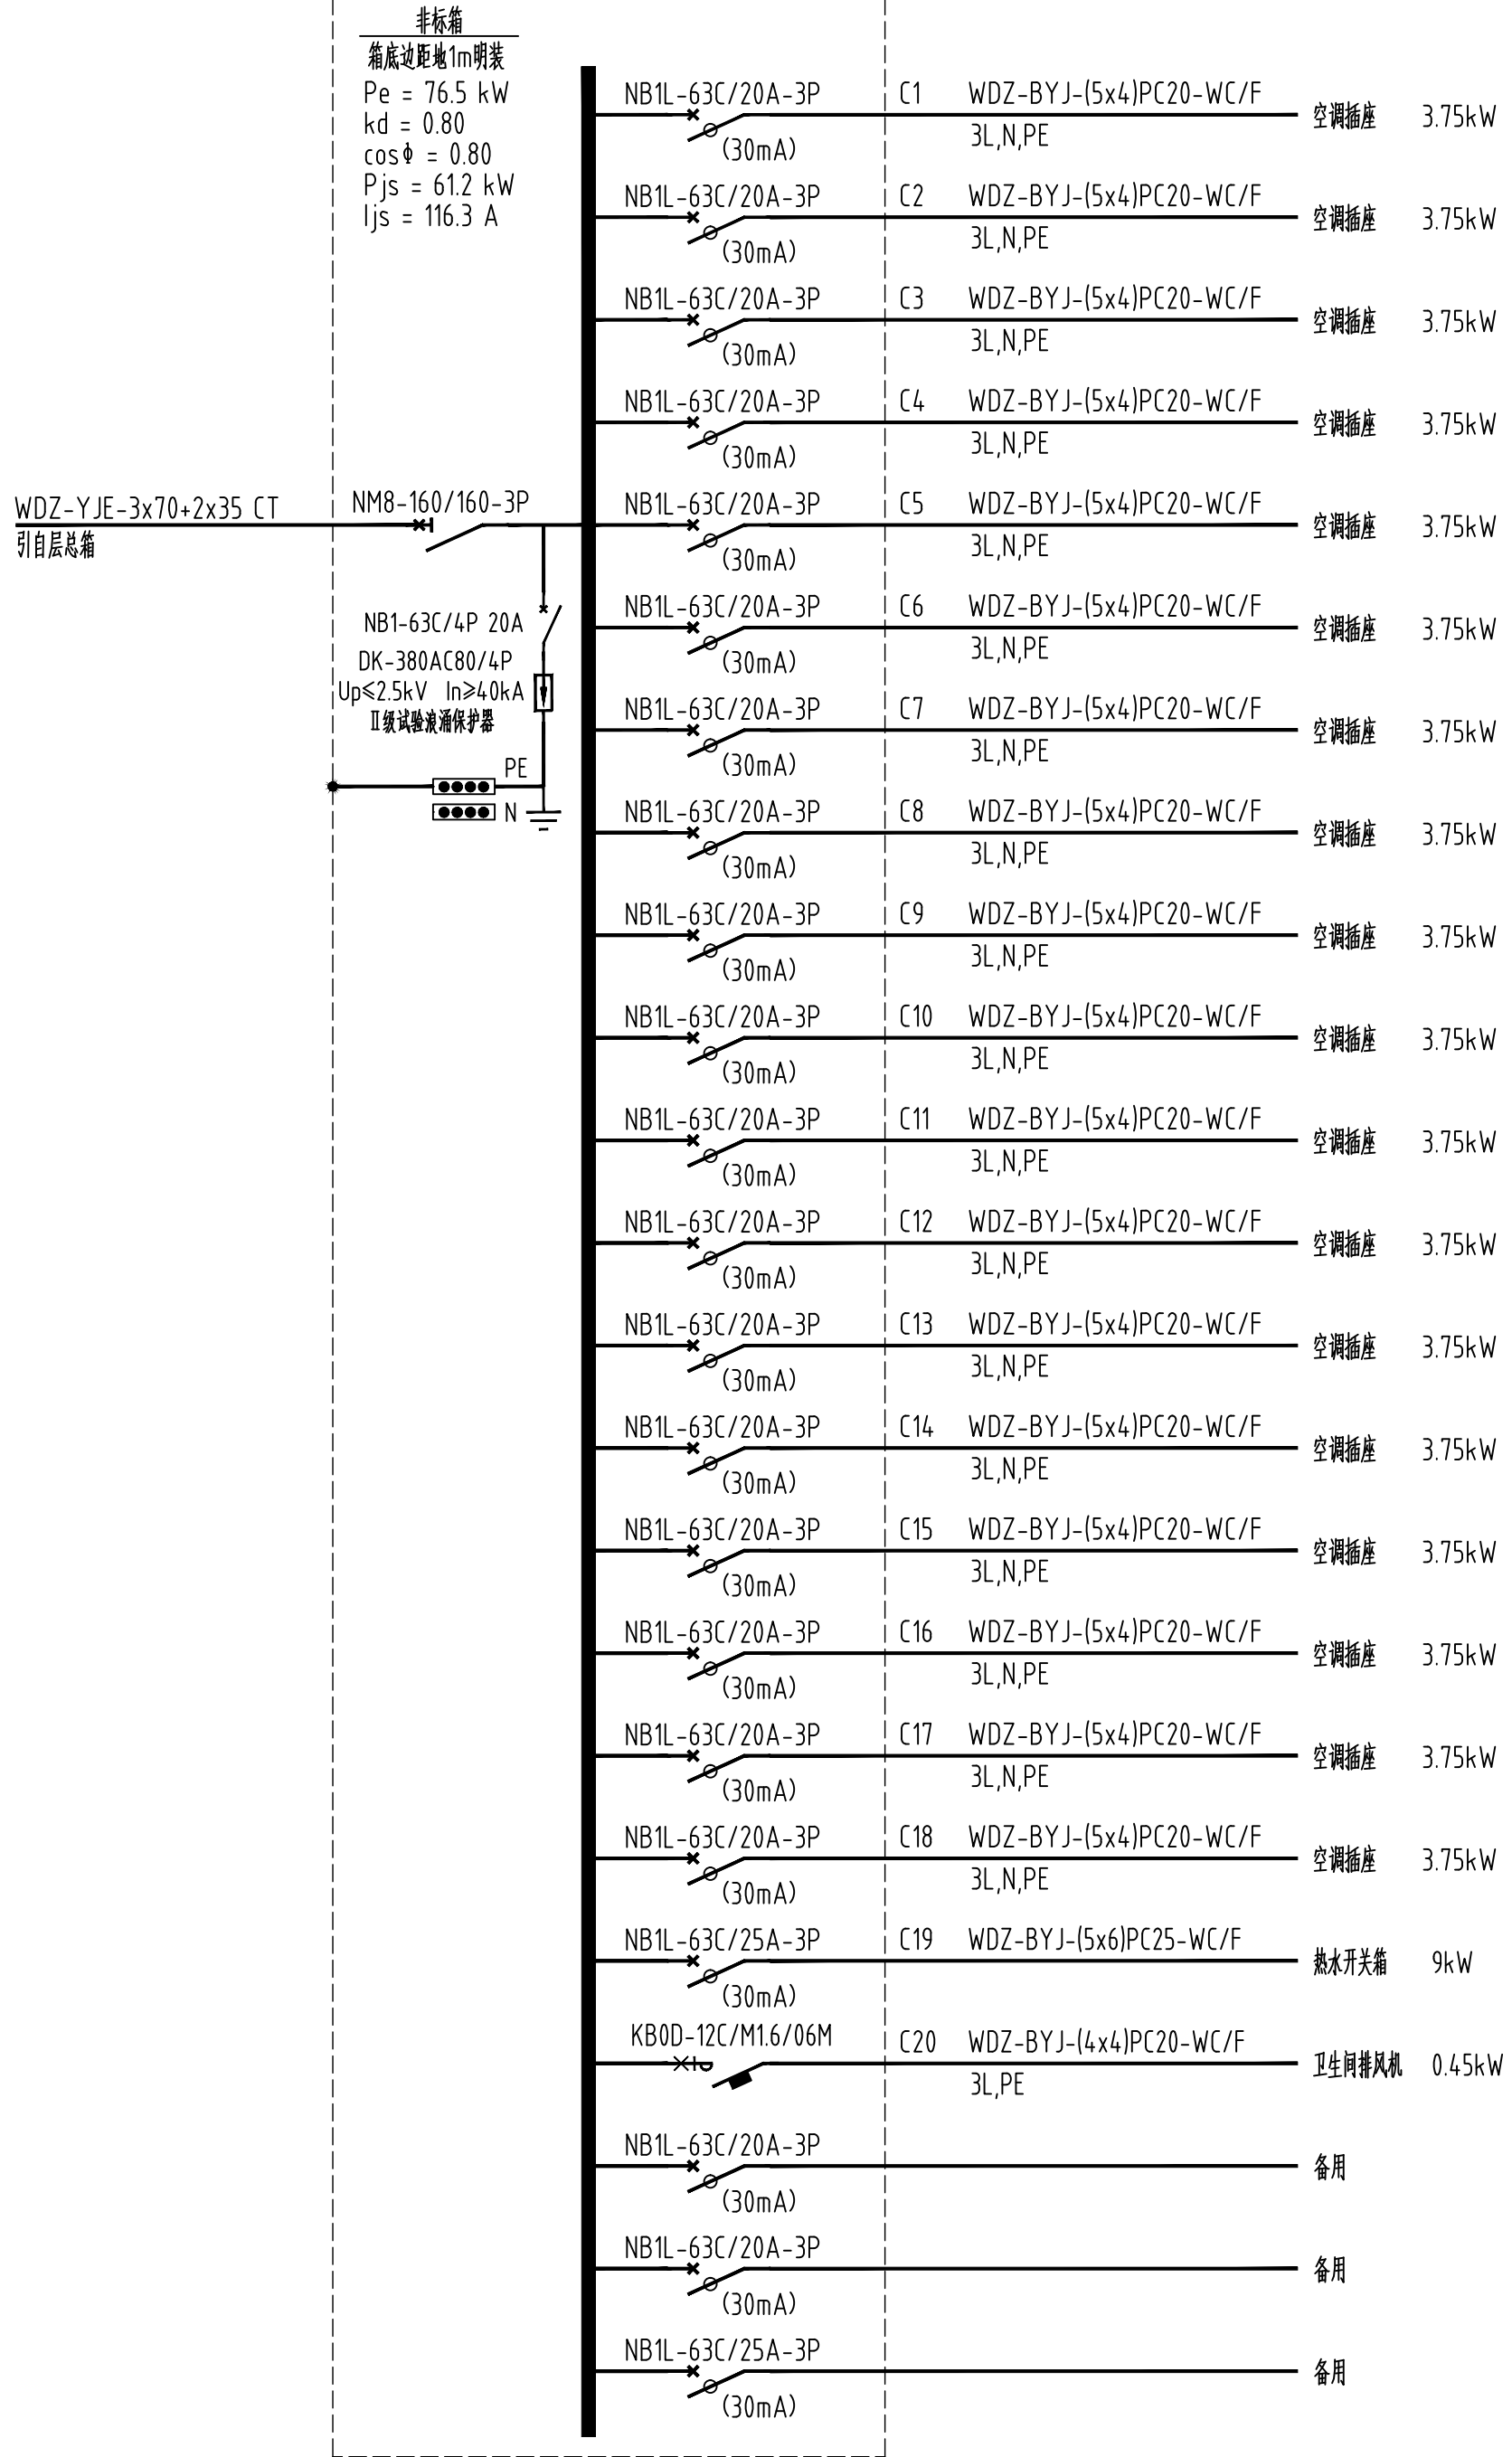 非标箱
箱底边距地1m明装
Pe = 76.5 kW
kd = 0.80
cosΦ = 0.80
Pjs = 61.2 kW
Ijs = 116.3 A
WDZ-YJE-3x70+2x35 CT
引自层总箱
NM8-160/160-3P
NB1-63C/4P 20A
DK-380AC80/4P
Up≤2.5kV In≥40kA
Ⅱ级试验浪涌保护器
PE
N
NB1L-63C/20A-3P C1 WDZ-BYJ-(5x4)PC20-WC/F
空调插座 3.75kW
(30mA) 3L,N,PE
NB1L-63C/20A-3P C2 WDZ-BYJ-(5x4)PC20-WC/F
空调插座 3.75kW
(30mA) 3L,N,PE
NB1L-63C/20A-3P C3 WDZ-BYJ-(5x4)PC20-WC/F
空调插座 3.75kW
(30mA) 3L,N,PE
NB1L-63C/20A-3P C4 WDZ-BYJ-(5x4)PC20-WC/F
空调插座 3.75kW
(30mA) 3L,N,PE
NB1L-63C/20A-3P C5 WDZ-BYJ-(5x4)PC20-WC/F
空调插座 3.75kW
(30mA) 3L,N,PE
NB1L-63C/20A-3P C6 WDZ-BYJ-(5x4)PC20-WC/F
空调插座 3.75kW
(30mA) 3L,N,PE
NB1L-63C/20A-3P C7 WDZ-BYJ-(5x4)PC20-WC/F
空调插座 3.75kW
(30mA) 3L,N,PE
NB1L-63C/20A-3P C8 WDZ-BYJ-(5x4)PC20-WC/F
空调插座 3.75kW
(30mA) 3L,N,PE
NB1L-63C/20A-3P C9 WDZ-BYJ-(5x4)PC20-WC/F
空调插座 3.75kW
(30mA) 3L,N,PE
NB1L-63C/20A-3P C10 WDZ-BYJ-(5x4)PC20-WC/F
空调插座 3.75kW
(30mA) 3L,N,PE
NB1L-63C/20A-3P C11 WDZ-BYJ-(5x4)PC20-WC/F
空调插座 3.75kW
(30mA) 3L,N,PE
NB1L-63C/20A-3P C12 WDZ-BYJ-(5x4)PC20-WC/F
空调插座 3.75kW
(30mA) 3L,N,PE
NB1L-63C/20A-3P C13 WDZ-BYJ-(5x4)PC20-WC/F
空调插座 3.75kW
(30mA) 3L,N,PE
NB1L-63C/20A-3P C14 WDZ-BYJ-(5x4)PC20-WC/F
空调插座 3.75kW
(30mA) 3L,N,PE
NB1L-63C/20A-3P C15 WDZ-BYJ-(5x4)PC20-WC/F
空调插座 3.75kW
(30mA) 3L,N,PE
NB1L-63C/20A-3P C16 WDZ-BYJ-(5x4)PC20-WC/F
空调插座 3.75kW
(30mA) 3L,N,PE
NB1L-63C/20A-3P C17 WDZ-BYJ-(5x4)PC20-WC/F
空调插座 3.75kW
(30mA) 3L,N,PE
NB1L-63C/20A-3P C18 WDZ-BYJ-(5x4)PC20-WC/F
空调插座 3.75kW
(30mA) 3L,N,PE
NB1L-63C/25A-3P C19 WDZ-BYJ-(5x6)PC25-WC/F
热水开关箱 9kW
(30mA)
KB0D-12C/M1.6/06M C20 WDZ-BYJ-(4x4)PC20-WC/F
卫生间排风机 0.45kW
3L,PE
NB1L-63C/20A-3P
备用
(30mA)
NB1L-63C/20A-3P
备用
(30mA)
NB1L-63C/25A-3P
备用
(30mA)